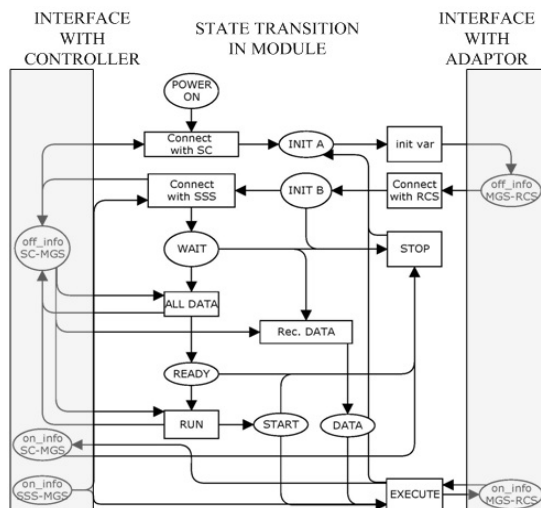 INTERFACE
WITH
CONTROLLER
STATE TRANSITION
IN MODULE
INTERFACE
WITH
ADAPTOR
POWER
ON
Connect
with SC
INIT A
init var
Connect
with SSS
INIT B
Connect
with RCS
off_info
MGS-RCS
off_info
SC-MGS
WAIT
STOP
ALL DATA
Rec. DATA
READY
RUN
START
DATA
on_info
SC-MGS
on_info
SSS-MGS
EXECUTE
on_info
MGS-RCS